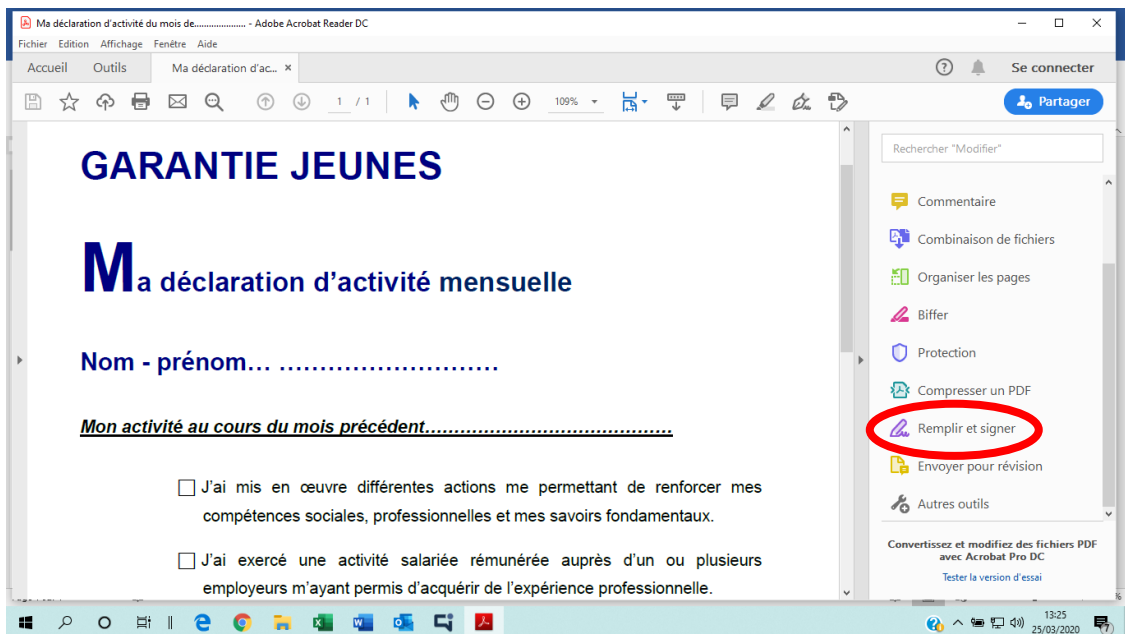 Ma déclaration d'activité du mois de..................... - Adobe Acrobat Reader DC
Fichier Edition Affichage Fenêtre Aide
Accueil Outils Ma déclaration d'ac... × Se connecter
1 / 1 109% Partager
GARANTIE JEUNES
Ma déclaration d'activité mensuelle
Nom - prénom… ………………………
Mon activité au cours du mois précédent…………………………………
J'ai mis en œuvre différentes actions me permettant de renforcer mes
compétences sociales, professionnelles et mes savoirs fondamentaux.
J'ai exercé une activité salariée rémunérée auprès d'un ou plusieurs
employeurs m'ayant permis d'acquérir de l'expérience professionnelle.
Rechercher "Modifier"
Commentaire
Combinaison de fichiers
Organiser les pages
Biffer
Protection
Compresser un PDF
Remplir et signer
Envoyer pour révision
Autres outils
Convertissez et modifiez des fichiers PDF
avec Acrobat Pro DC
Tester la version d'essai
13:25
25/03/2020
7